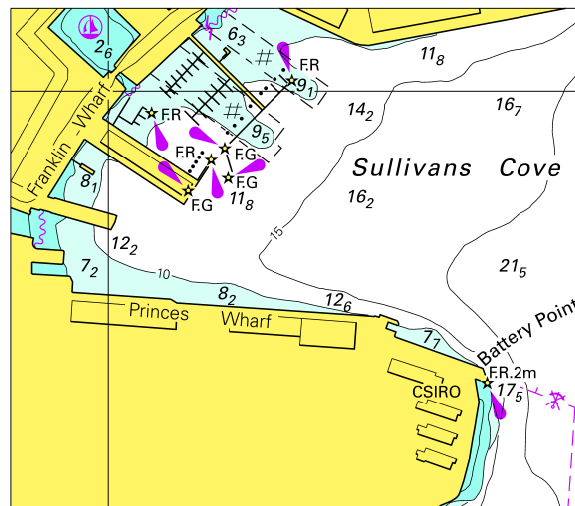 6₃
2₆
11₈
F.R
9₁
14₂
16₇
F.R
9₅
Franklin Wharf
F.R
F.G
Sullivans Cove
8₁
F.G
11₈
F.G
16₂
12₂
15
7₂
10
21₅
8₂
12₆
Princes Wharf
7₁
Battery Point
F.R.2m
CSIRO
17₅